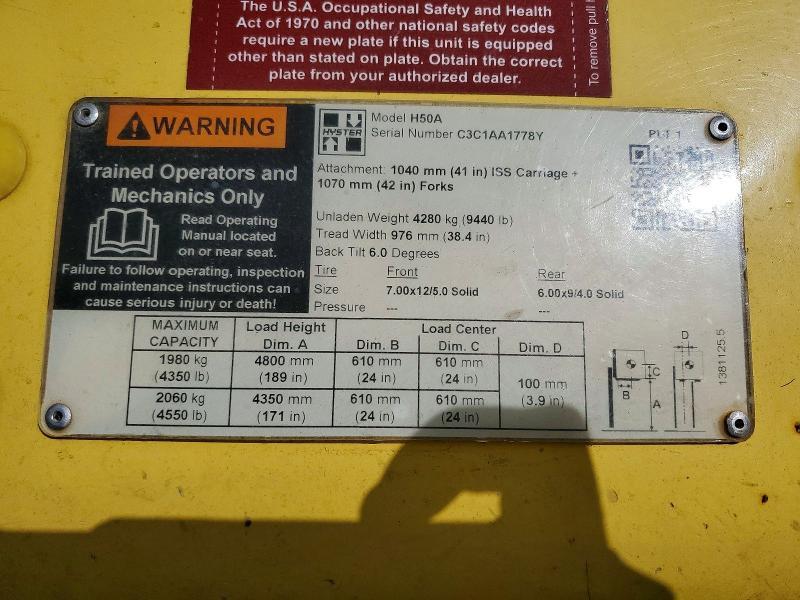 The U.S.A. Occupational Safety and Health
Act of 1970 and other national safety codes
require a new plate if this unit is equipped
other than stated on plate. Obtain the correct
plate from your authorized dealer.
To remove pull
WARNING
Trained Operators and
Mechanics Only
Read Operating
Manual located
on or near seat.
Failure to follow operating, inspection
and maintenance instructions can
cause serious injury or death!
HYSTER
Model H50A
Serial Number C3C1AA1778Y
Attachment: 1040 mm (41 in) ISS Carriage +
1070 mm (42 in) Forks
Unladen Weight 4280 kg (9440 lb)
Tread Width 976 mm (38.4 in)
Back Tilt 6.0 Degrees
Tire Front Rear
Size 7.00x12/5.0 Solid 6.00x9/4.0 Solid
Pressure --- ---
MAXIMUM CAPACITY Load Height Dim. A Load Center Dim. B Dim. C Dim. D
1980 kg 4800 mm 610 mm 610 mm
(4350 lb) (189 in) (24 in) (24 in)
100 mm
(3.9 in)
2060 kg 4350 mm 610 mm 610 mm
(4550 lb) (171 in) (24 in) (24 in)
D
C
B
A
1381125 5